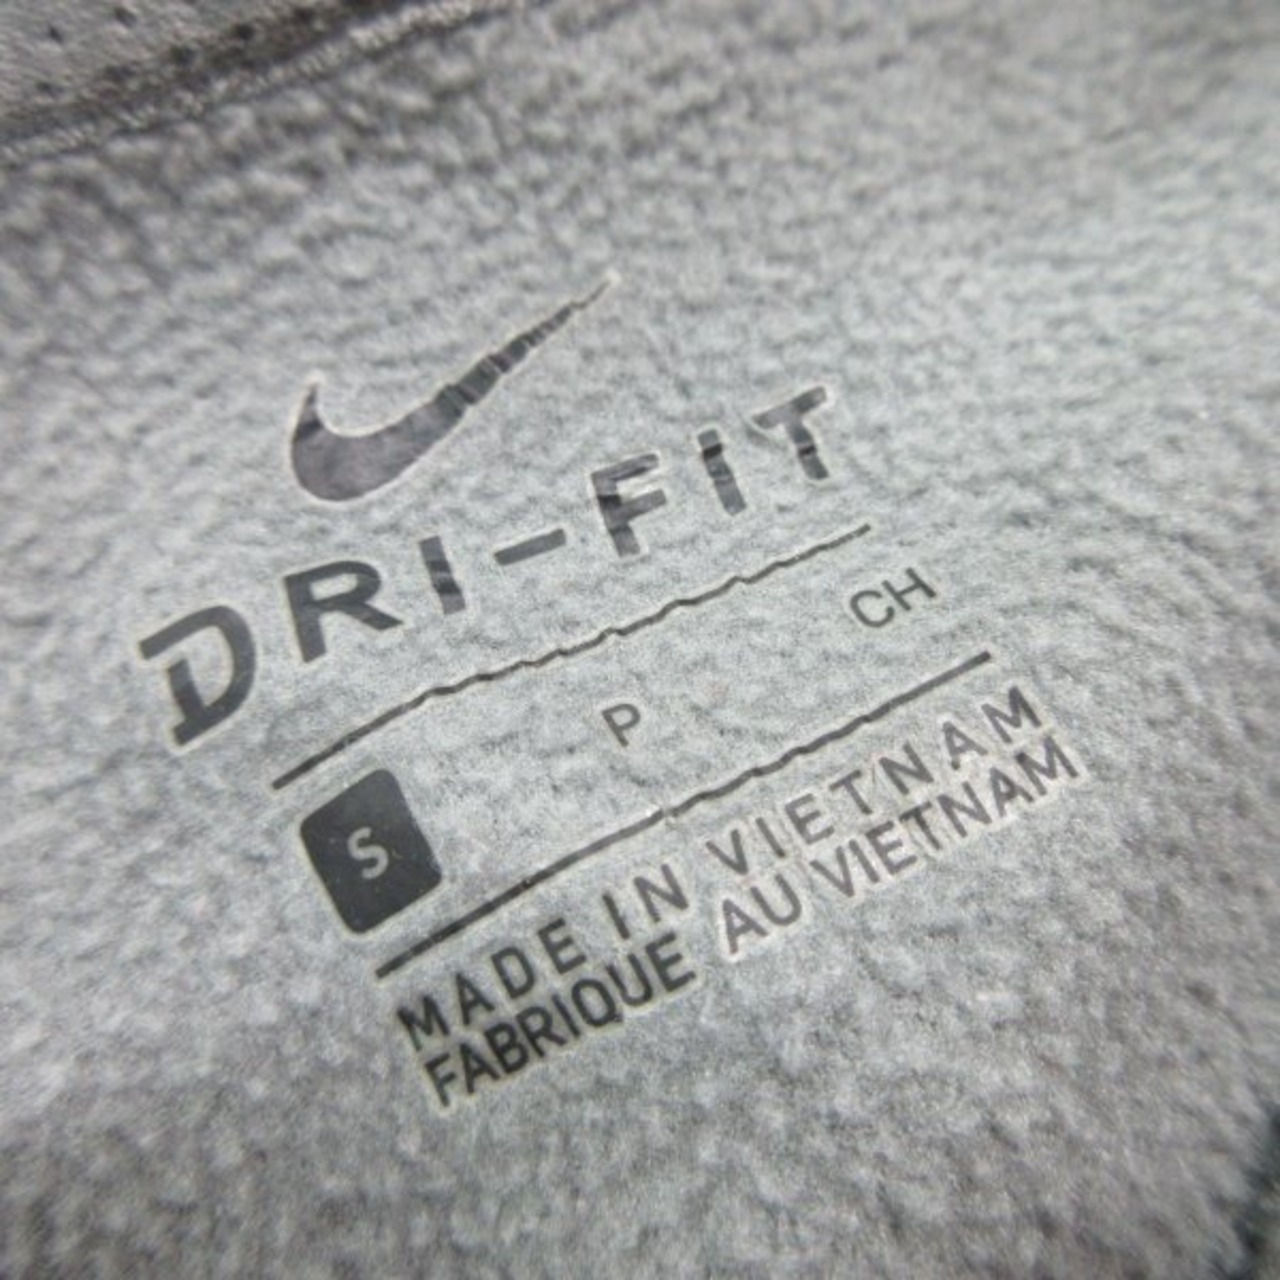 DRI-FIT
S P CH
MADE IN VIETNAM
FABRIQUE AU VIETNAM